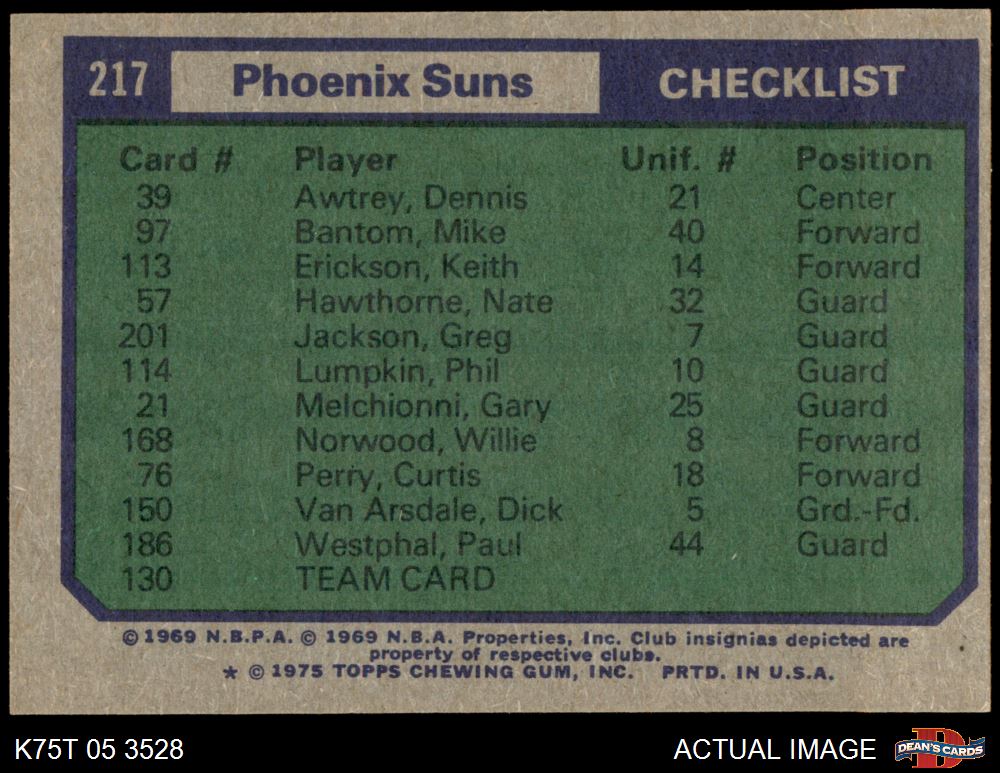 217 Phoenix Suns CHECKLIST
Card # Player Unif. # Position
39 Awtrey, Dennis 21 Center
97 Bantom, Mike 40 Forward
113 Erickson, Keith 14 Forward
57 Hawthorne, Nate 32 Guard
201 Jackson, Greg 7 Guard
114 Lumpkin, Phil 10 Guard
21 Melchionni, Gary 25 Guard
168 Norwood, Willie 8 Forward
76 Perry, Curtis 18 Forward
150 Van Arsdale, Dick 5 Grd.-Fd.
186 Westphal, Paul 44 Guard
130 TEAM CARD
© 1969 N.B.P.A. © 1969 N.B.A. Properties, Inc. Club insignias depicted are
property of respective clubs.
* © 1975 TOPPS CHEWING GUM, INC. PRTD. IN U.S.A.
K75T 05 3528 ACTUAL IMAGE D DEAN'S CARDS